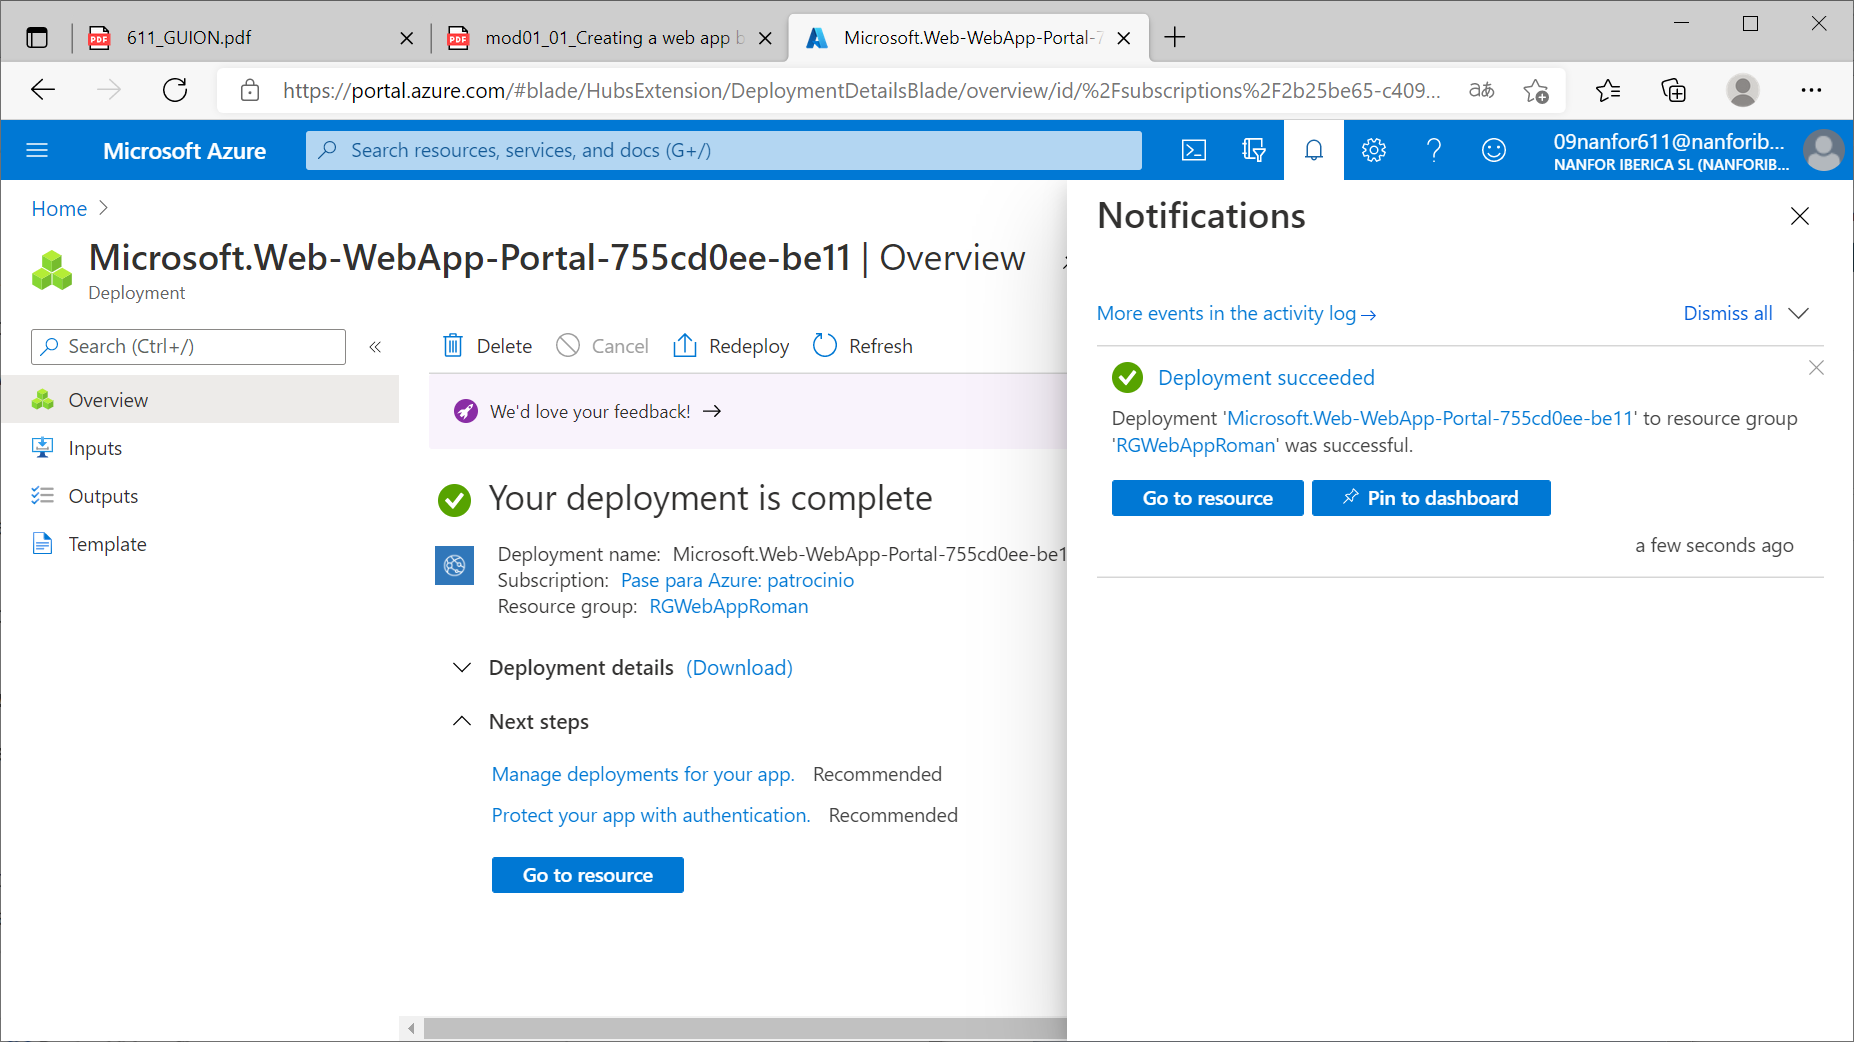 611_GUION.pdf
mod01_01_Creating a web app b
Microsoft.Web-WebApp-Portal-7
https://portal.azure.com/#blade/HubsExtension/DeploymentDetailsBlade/overview/id/%2Fsubscriptions%2F2b25be65-c409...
Microsoft Azure
Search resources, services, and docs (G+/)
09nanfor611@nanforib...
NANFOR IBERICA SL (NANFORIB...
Home
Microsoft.Web-WebApp-Portal-755cd0ee-be11 | Overview
Deployment
Search (Ctrl+/)
Overview
Inputs
Outputs
Template
Delete
Cancel
Redeploy
Refresh
We'd love your feedback! →
Your deployment is complete
Deployment name: Microsoft.Web-WebApp-Portal-755cd0ee-be1
Subscription: Pase para Azure: patrocinio
Resource group: RGWebAppRoman
Deployment details (Download)
Next steps
Manage deployments for your app. Recommended
Protect your app with authentication. Recommended
Go to resource
Notifications
More events in the activity log →
Dismiss all
Deployment succeeded
Deployment 'Microsoft.Web-WebApp-Portal-755cd0ee-be11' to resource group
'RGWebAppRoman' was successful.
Go to resource
Pin to dashboard
a few seconds ago